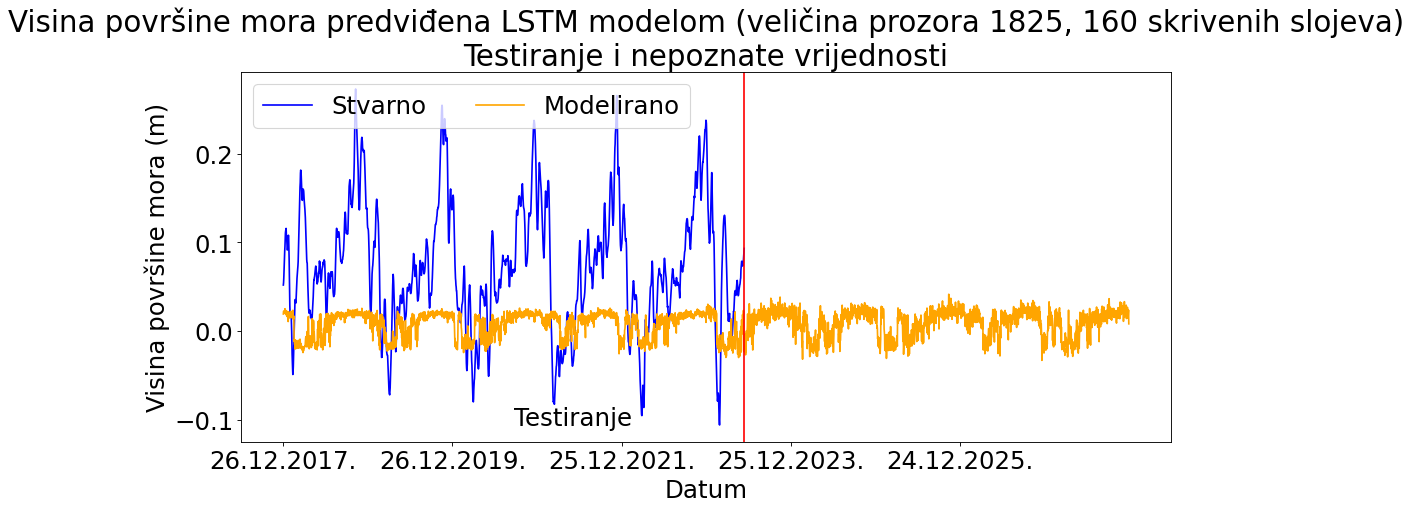 Visina površine mora predviđena LSTM modelom (veličina prozora 1825, 160 skrivenih slojeva)
Testiranje i nepoznate vrijednosti
Stvarno Modelirano
Visina površine mora (m)
0.2
0.1
0.0
−0.1
Testiranje
26.12.2017. 26.12.2019. 25.12.2021. 25.12.2023. 24.12.2025.
Datum